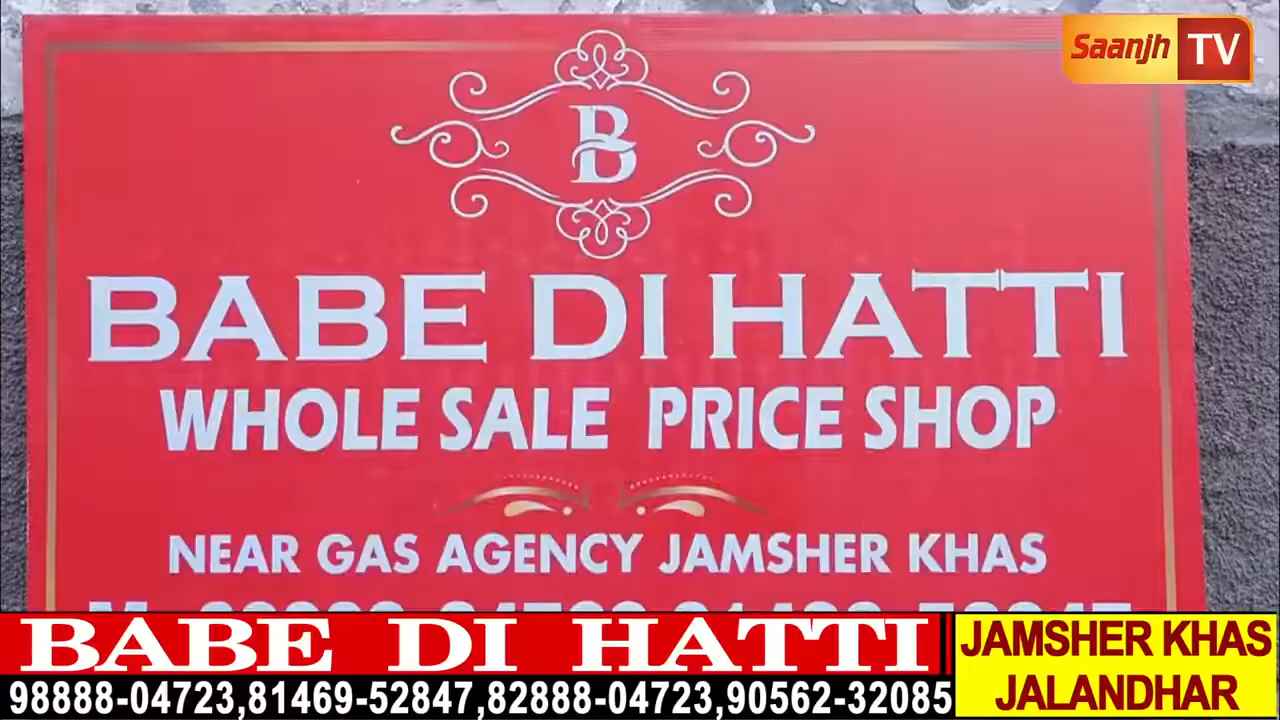 Saanjh TV
B
BABE DI HATTI
WHOLE SALE PRICE SHOP
NEAR GAS AGENCY JAMSHER KHAS
BABE DI HATTI
98888-04723,81469-52847,82888-04723,90562-32085
JAMSHER KHAS
JALANDHAR